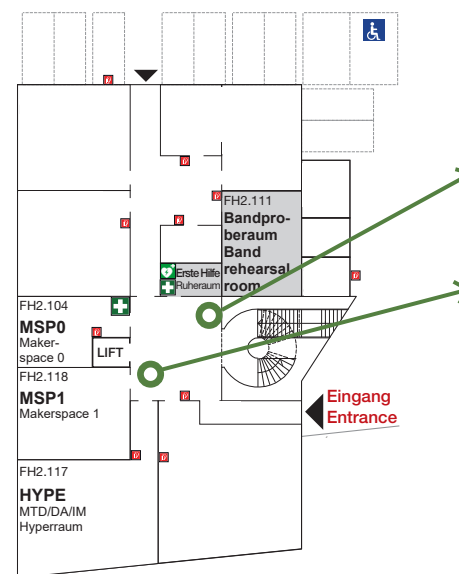 FH2.111
Bandpro-
beraum
Band
rehearsal
room
Erste Hilfe
Ruheraum
FH2.104
MSP0
Maker-
space 0
LIFT
FH2.118
MSP1
Makerspace 1
Eingang
Entrance
FH2.117
HYPE
MTD/DA/IM
Hyperraum